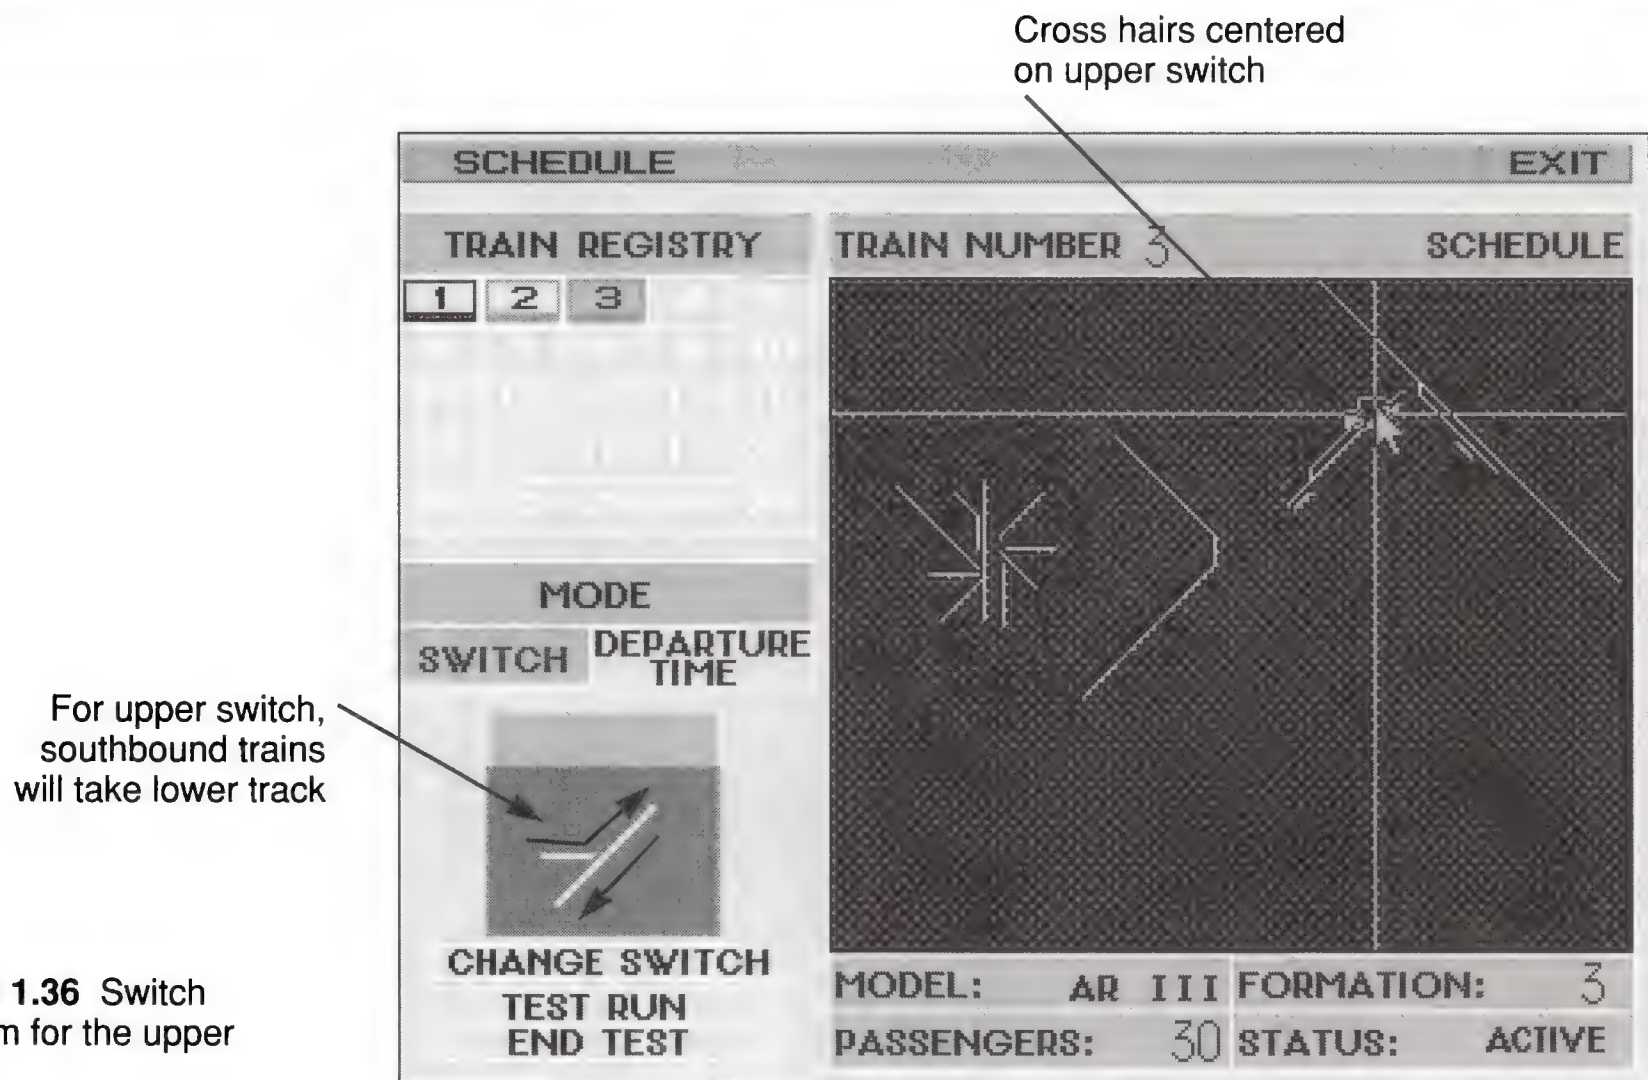 Cross hairs centered
on upper switch
SCHEDULE
EXIT
TRAIN REGISTRY
TRAIN NUMBER 3
SCHEDULE
1 2 3
MODE
SWITCH
DEPARTURE
TIME
For upper switch,
southbound trains
will take lower track
CHANGE SWITCH
TEST RUN
END TEST
MODEL: AR III
FORMATION: 3
PASSENGERS: 30
STATUS: ACTIVE
1.36 Switch
m for the upper